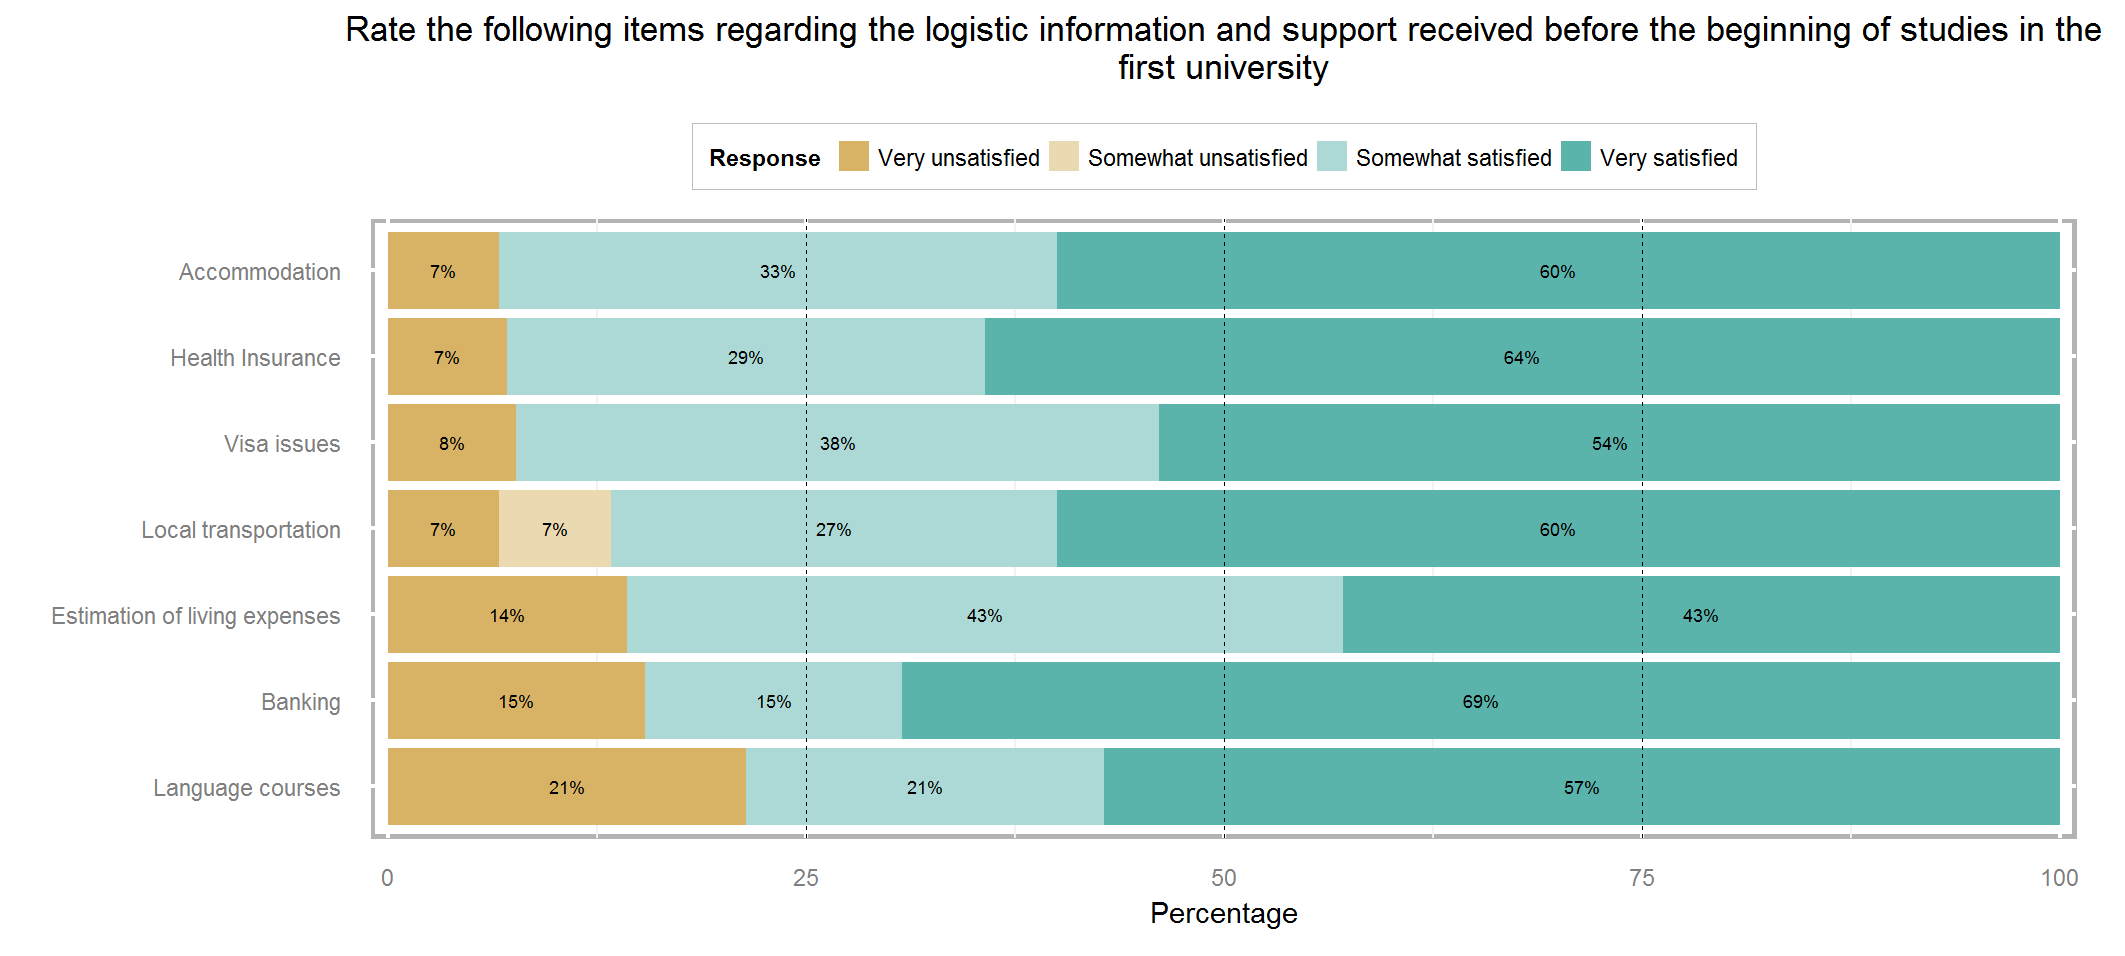 Rate the following items regarding the logistic information and support received before the beginning of studies in the
first university
Response Very unsatisfied Somewhat unsatisfied Somewhat satisfied Very satisfied
Accommodation 7% 33% 60%
Health Insurance 7% 29% 64%
Visa issues 8% 38% 54%
Local transportation 7% 7% 27% 60%
Estimation of living expenses 14% 43% 43%
Banking 15% 15% 69%
Language courses 21% 21% 57%
0 25 50 75 100
Percentage